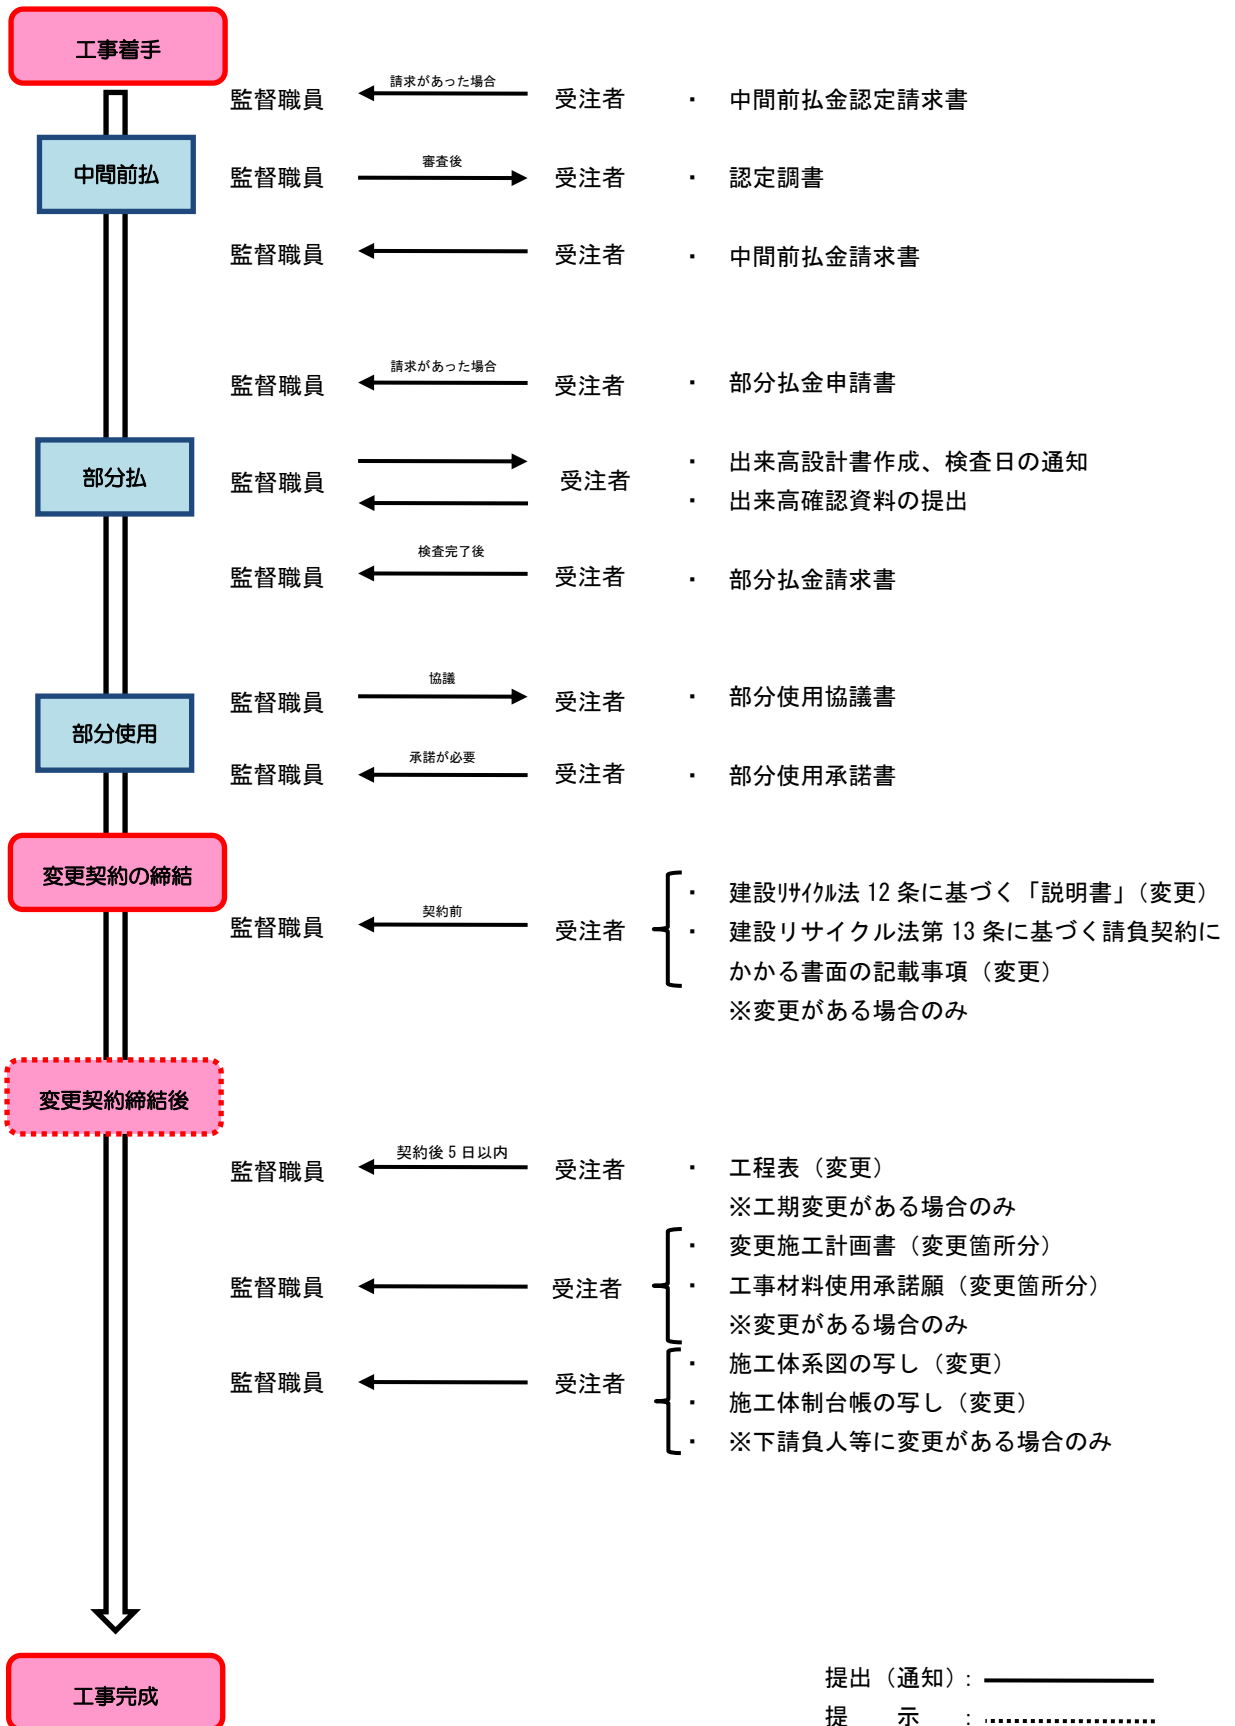 工事着手
請求があった場合
監督職員 受注者 ・ 中間前払金認定請求書
中間前払
審査後
監督職員 受注者 ・ 認定調書
監督職員 受注者 ・ 中間前払金請求書
請求があった場合
監督職員 受注者 ・ 部分払金申請書
部分払
監督職員 受注者 ・ 出来高設計書作成、検査日の通知
・ 出来高確認資料の提出
検査完了後
監督職員 受注者 ・ 部分払金請求書
部分使用
協議
監督職員 受注者 ・ 部分使用協議書
承諾が必要
監督職員 受注者 ・ 部分使用承諾書
変更契約の締結
契約前
監督職員 受注者
・ 建設ﾘｻｲｸﾙ法 12 条に基づく「説明書」（変更）
・ 建設リサイクル法第 13 条に基づく請負契約に
かかる書面の記載事項（変更）
※変更がある場合のみ
変更契約締結後
契約後 5 日以内
監督職員 受注者 ・ 工程表（変更）
※工期変更がある場合のみ
監督職員 受注者
・ 変更施工計画書（変更箇所分）
・ 工事材料使用承諾願（変更箇所分）
※変更がある場合のみ
監督職員 受注者
・ 施工体系図の写し（変更）
・ 施工体制台帳の写し（変更）
・ ※下請負人等に変更がある場合のみ
工事完成
提出（通知）:
提 示 :